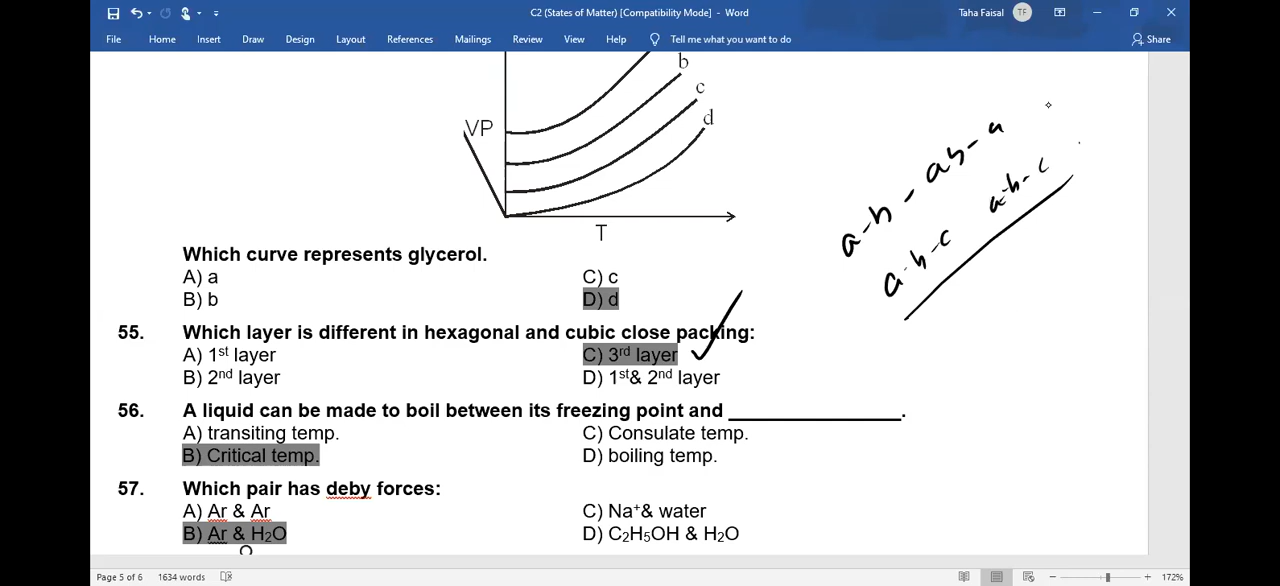 C2 (States of Matter) [Compatibility Mode] - Word
Taha Faisal TF
File Home Insert Draw Design Layout References Mailings Review View Help Tell me what you want to do Share
b
c
VP
d
T
a-b - ab - a
a-b-c a-b-c
Which curve represents glycerol.
A) a C) c
B) b D) d
55. Which layer is different in hexagonal and cubic close packing:
A) 1st layer C) 3rd layer
B) 2nd layer D) 1st& 2nd layer
56. A liquid can be made to boil between its freezing point and ________________.
A) transiting temp. C) Consulate temp.
B) Critical temp. D) boiling temp.
57. Which pair has deby forces:
A) Ar & Ar C) Na+& water
B) Ar & H2O D) C2H5OH & H2O
Page 5 of 6 1634 words 172%